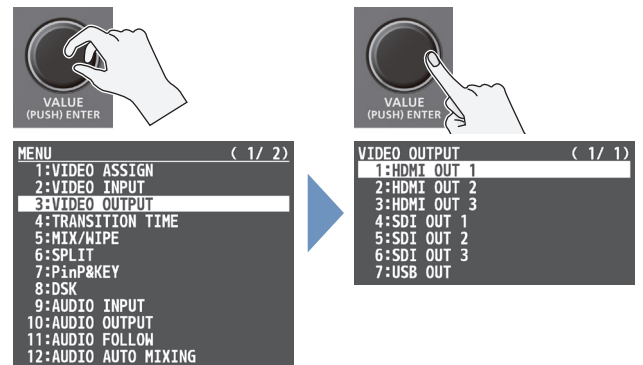 VALUE
(PUSH) ENTER
VALUE
(PUSH) ENTER
MENU ( 1/ 2)
1:VIDEO ASSIGN
2:VIDEO INPUT
3:VIDEO OUTPUT
4:TRANSITION TIME
5:MIX/WIPE
6:SPLIT
7:PinP&KEY
8:DSK
9:AUDIO INPUT
10:AUDIO OUTPUT
11:AUDIO FOLLOW
12:AUDIO AUTO MIXING
VIDEO OUTPUT ( 1/ 1)
1:HDMI OUT 1
2:HDMI OUT 2
3:HDMI OUT 3
4:SDI OUT 1
5:SDI OUT 2
6:SDI OUT 3
7:USB OUT